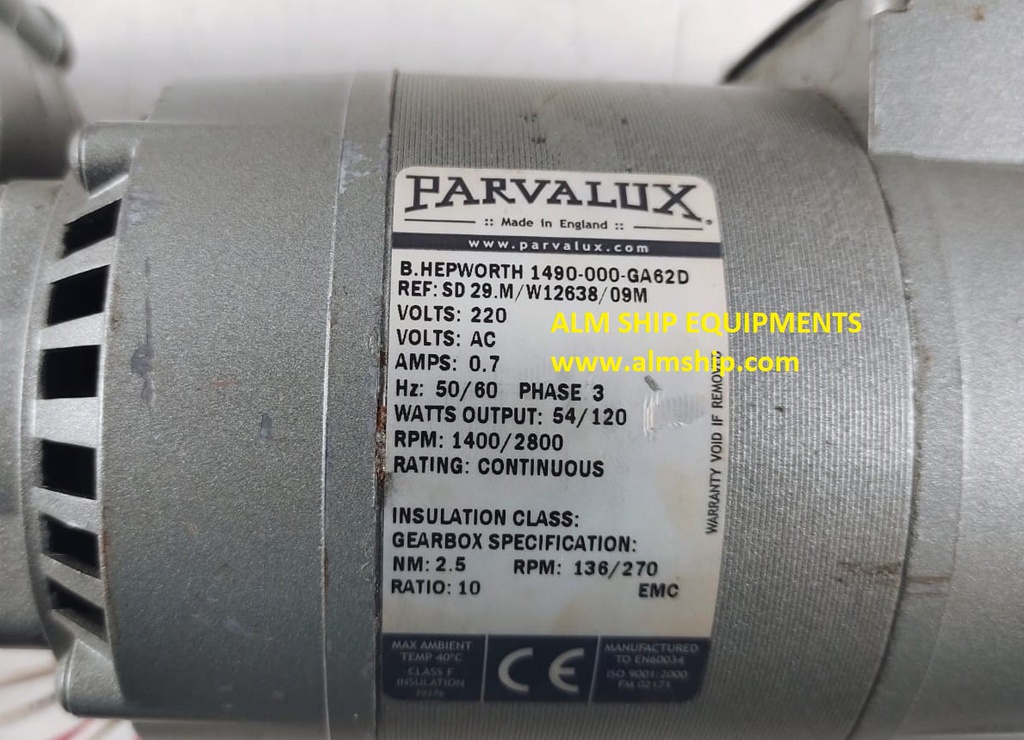 PARVALUX.
:: Made in England ::
www.parvalux.com
B.HEPWORTH 1490-000-GA62D
REF: SD 29.M/W12638/09M
VOLTS: 220
VOLTS: AC
AMPS: 0.7
Hz: 50/60 PHASE 3
WATTS OUTPUT: 54/120
RPM: 1400/2800
RATING: CONTINUOUS
INSULATION CLASS:
GEARBOX SPECIFICATION:
NM: 2.5 RPM: 136/270
RATIO: 10 EMC
WARRANTY VOID IF REMOVED
ALM SHIP EQUIPMENTS
www.almship.com
MAX AMBIENT
TEMP 40°C
CLASS F
INSULATION
CE
MANUFACTURED
TO EN60034
ISO 9001:2000
FM 02171